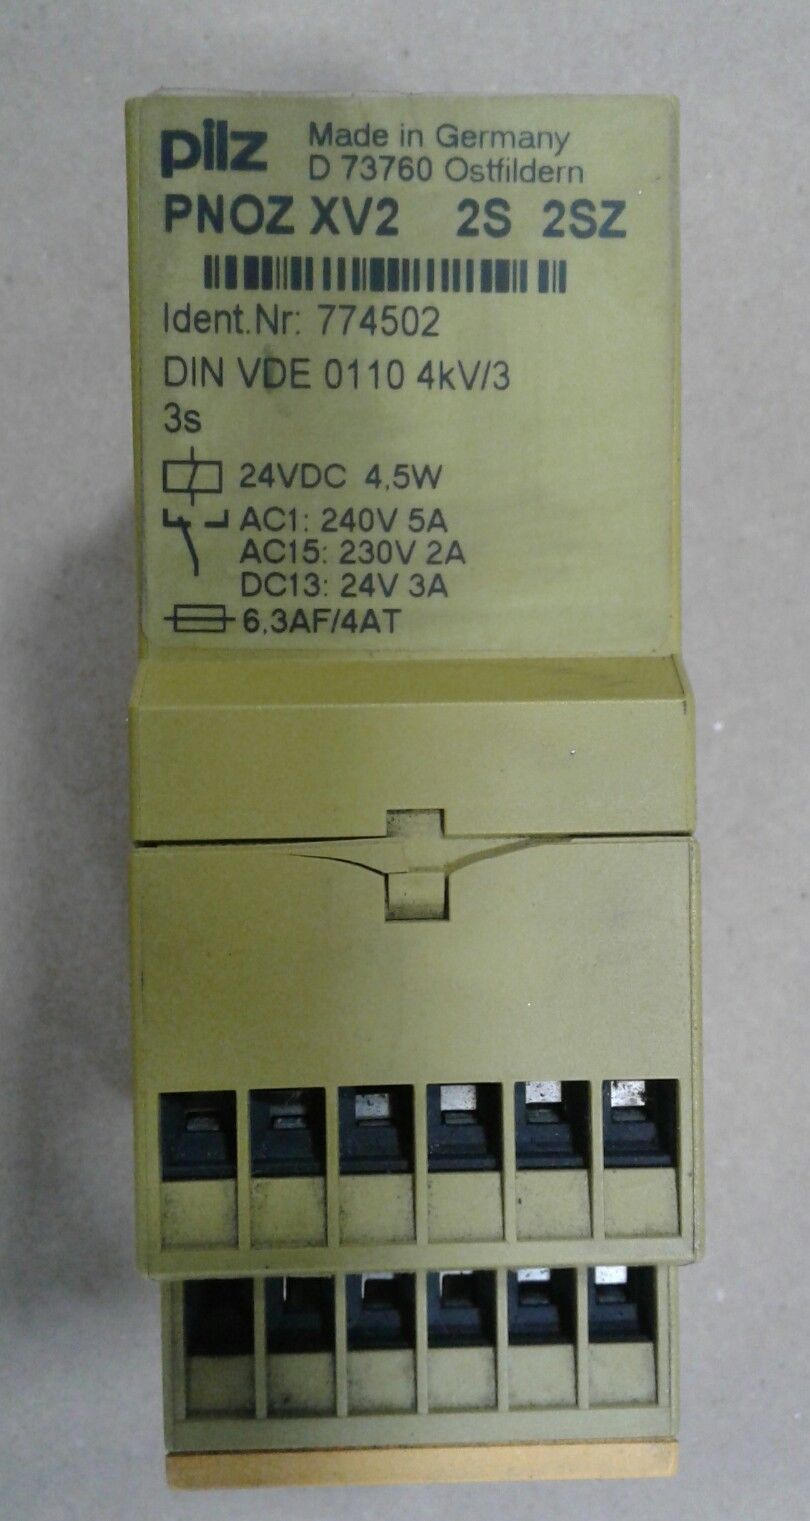 pilz
Made in Germany
D 73760 Ostfildern
PNOZ XV2 2S 2SZ
Ident.Nr: 774502
DIN VDE 0110 4kV/3
3s
24VDC 4,5W
AC1: 240V 5A
AC15: 230V 2A
DC13: 24V 3A
6,3AF/4AT